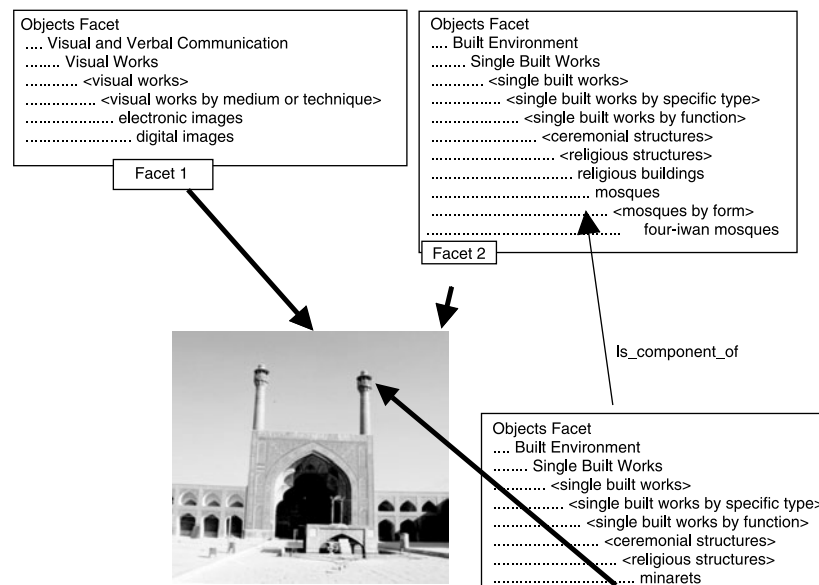 Objects Facet
.... Visual and Verbal Communication
........ Visual Works
............ <visual works>
................ <visual works by medium or technique>
.................... electronic images
........................ digital images
Facet 1
Objects Facet
.... Built Environment
........ Single Built Works
............ <single built works>
................ <single built works by specific type>
.................... <single built works by function>
........................ <ceremonial structures>
............................ <religious structures>
................................ religious buildings
.................................... mosques
........................................ <mosques by form>
............................................ four-iwan mosques
Facet 2
Is_component_of
Objects Facet
.... Built Environment
........ Single Built Works
............ <single built works>
................ <single built works by specific type>
.................... <single built works by function>
........................ <ceremonial structures>
............................ <religious structures>
................................ minarets